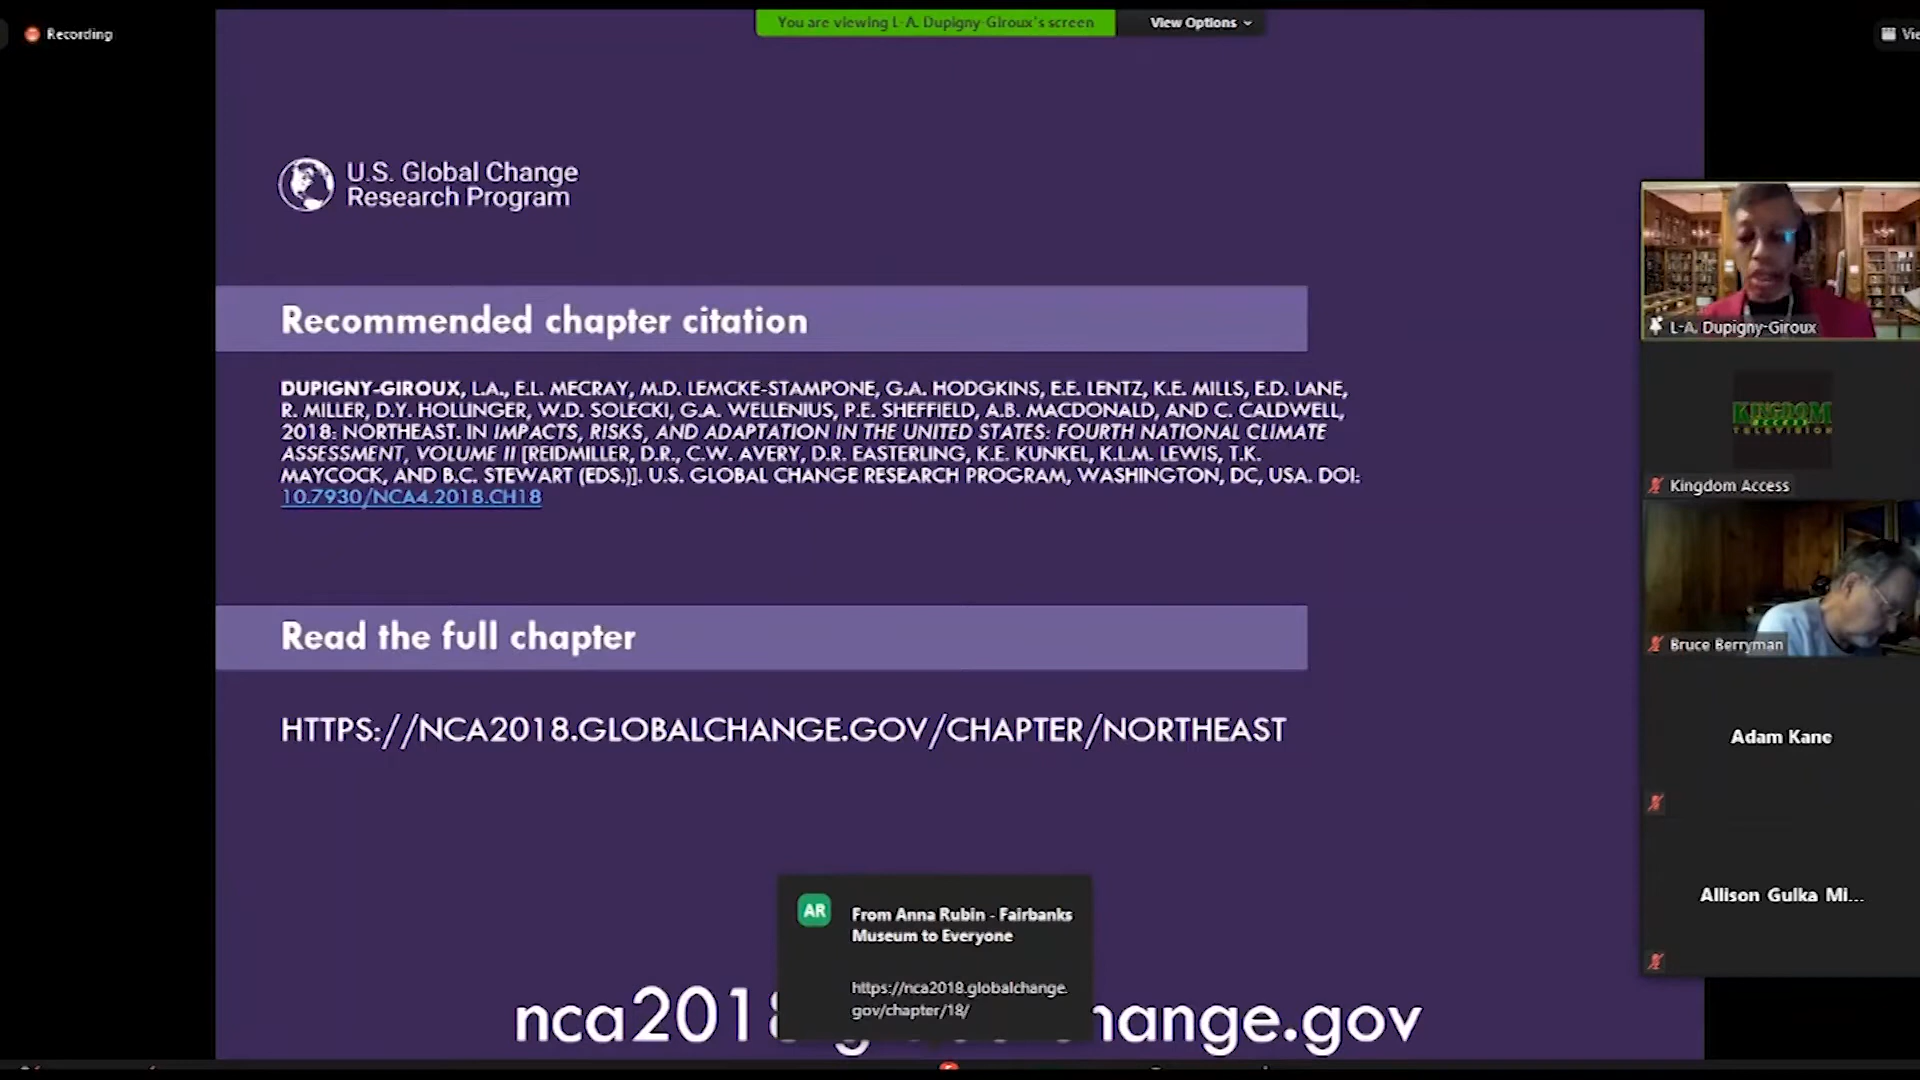 Recording
You are viewing L-A. Dupigny-Giroux's screen
View Options
U.S. Global Change
Research Program
Recommended chapter citation
DUPIGNY-GIROUX, L.A., E.L. MECRAY, M.D. LEMCKE-STAMPONE, G.A. HODGKINS, E.E. LENTZ, K.E. MILLS, E.D. LANE,
R. MILLER, D.Y. HOLLINGER, W.D. SOLECKI, G.A. WELLENIUS, P.E. SHEFFIELD, A.B. MACDONALD, AND C. CALDWELL,
2018: NORTHEAST. IN IMPACTS, RISKS, AND ADAPTATION IN THE UNITED STATES: FOURTH NATIONAL CLIMATE
ASSESSMENT, VOLUME II [REIDMILLER, D.R., C.W. AVERY, D.R. EASTERLING, K.E. KUNKEL, K.L.M. LEWIS, T.K.
MAYCOCK, AND B.C. STEWART (EDS.)]. U.S. GLOBAL CHANGE RESEARCH PROGRAM, WASHINGTON, DC, USA. DOI:
10.7930/NCA4.2018.CH18
Read the full chapter
HTTPS://NCA2018.GLOBALCHANGE.GOV/CHAPTER/NORTHEAST
L-A. Dupigny-Giroux
KINGDOM
ACCESS
TELEVISION
Kingdom Access
Bruce Berryman
Adam Kane
Allison Gulka Mi...
AR
From Anna Rubin - Fairbanks
Museum to Everyone
https://nca2018.globalchange.
gov/chapter/18/
nca2018 hange.gov